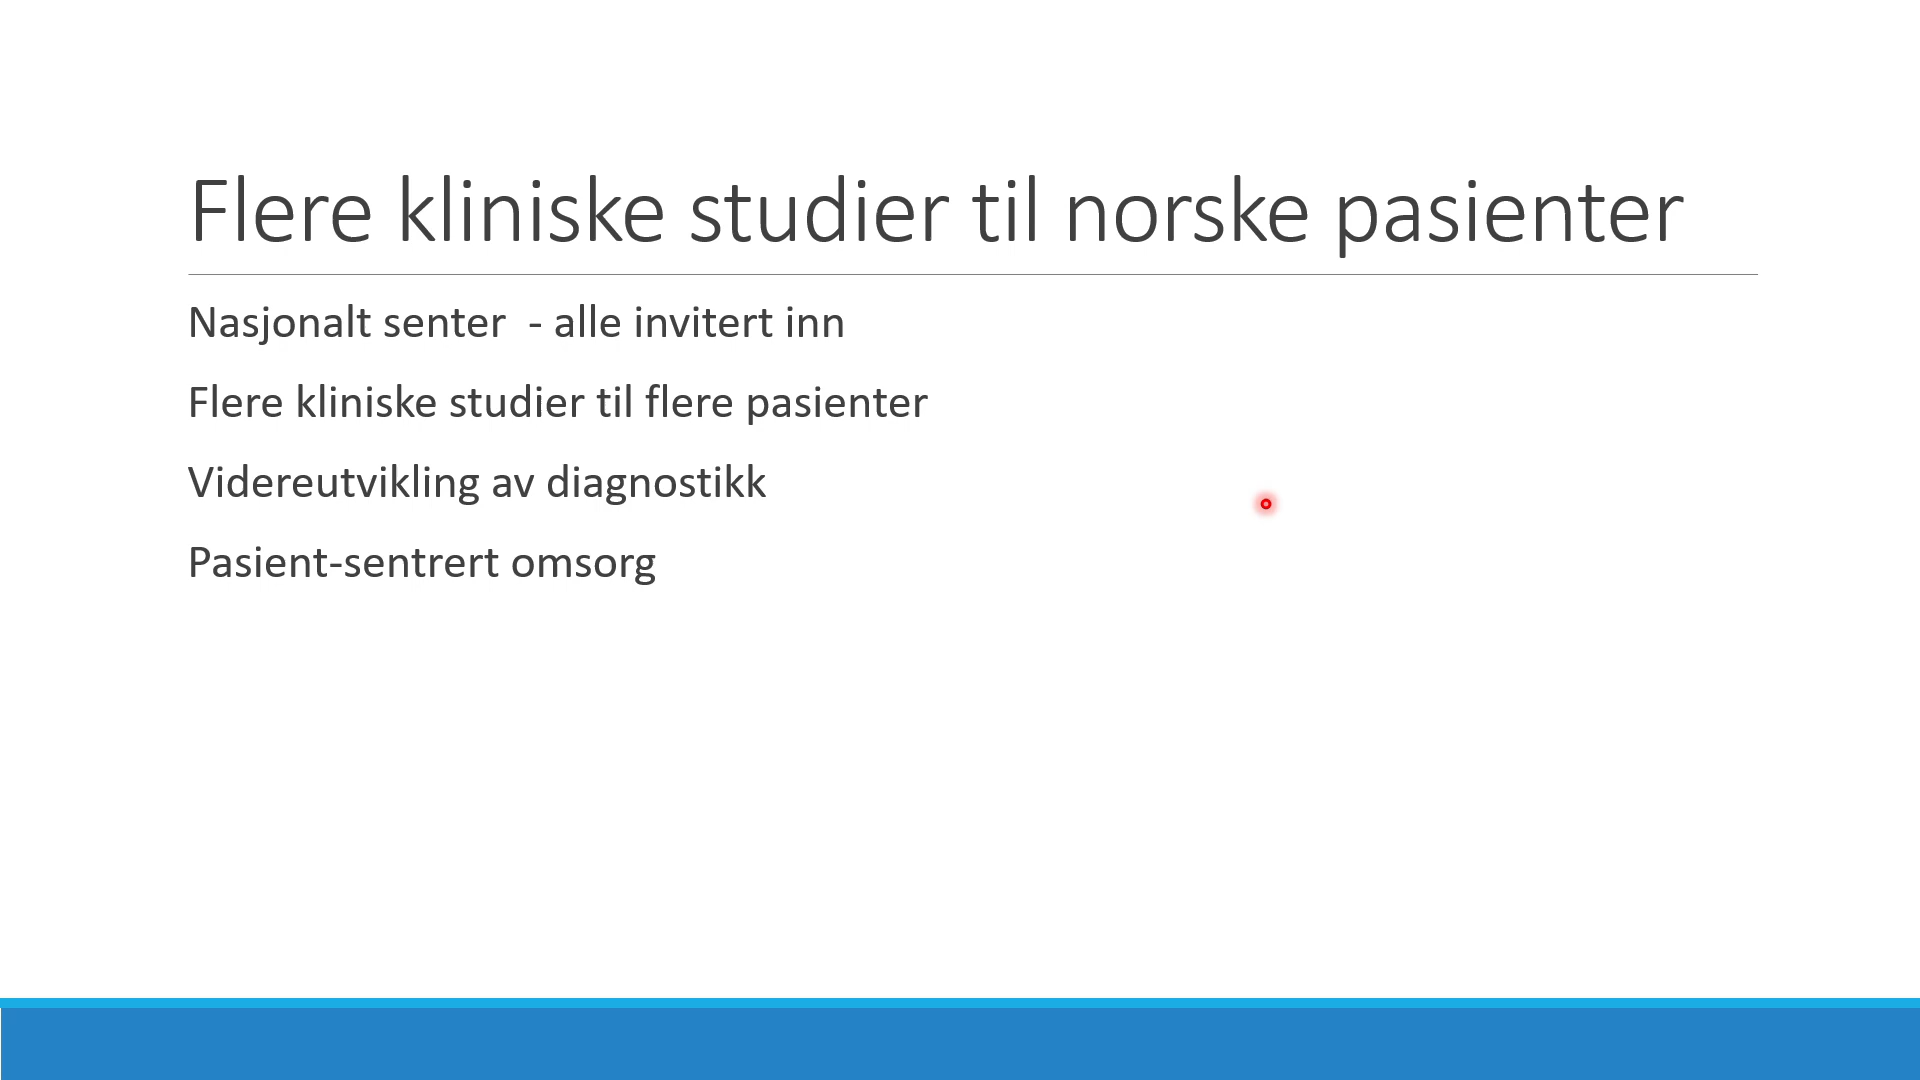 Flere kliniske studier til norske pasienter
Nasjonalt senter  - alle invitert inn
Flere kliniske studier til flere pasienter
Videreutvikling av diagnostikk
Pasient-sentrert omsorg